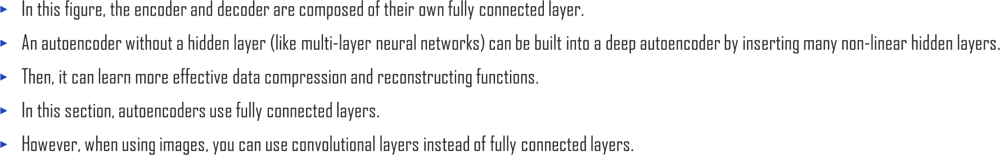 ▸ In this figure, the encoder and decoder are composed of their own fully connected layer.
▸ An autoencoder without a hidden layer (like multi-layer neural networks) can be built into a deep autoencoder by inserting many non-linear hidden layers.
▸ Then, it can learn more effective data compression and reconstructing functions.
▸ In this section, autoencoders use fully connected layers.
▸ However, when using images, you can use convolutional layers instead of fully connected layers.